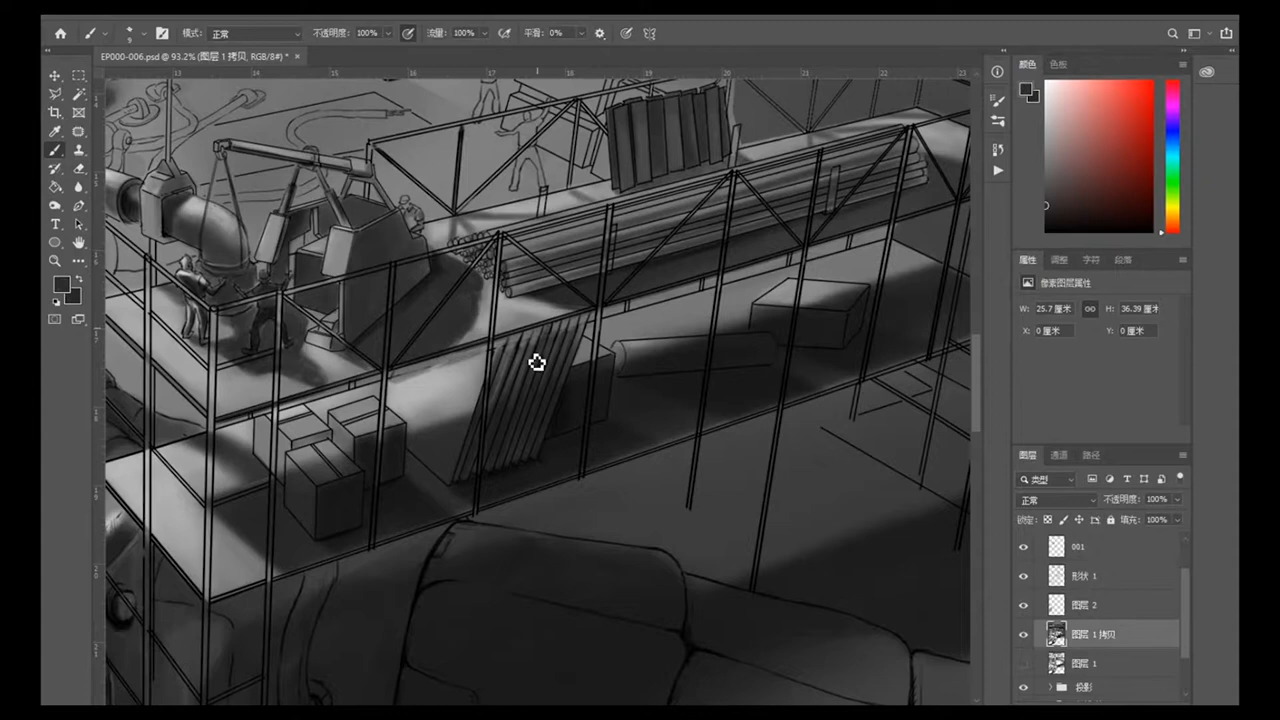 模式: 正常 不透明度: 100% 流量: 100% 平滑: 0%
EP000-006.psd @ 93.2% (图层 1 拷贝, RGB/8#) * ×
13 14 15 16 17 18 19 20 21 22 23
颜色 色板
属性 调整 字符 段落
像素图层属性
W: 25.7 厘米 H: 36.39 厘米
X: 0 厘米 Y: 0 厘米
图层 通道 路径
类型
正常 不透明度: 100%
锁定: 填充: 100%
001
形状 1
图层 2
图层 1 拷贝
图层 1
投影